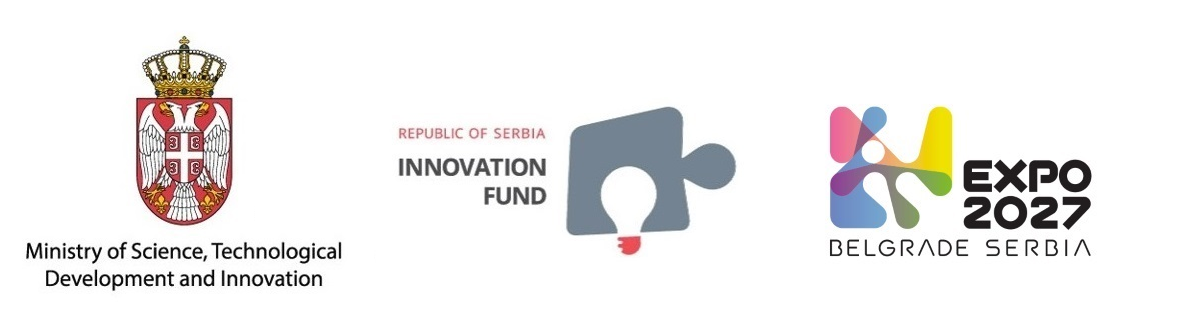 Ministry of Science, Technological
Development and Innovation
REPUBLIC OF SERBIA
INNOVATION
FUND
EXPO
2027
BELGRADE SERBIA